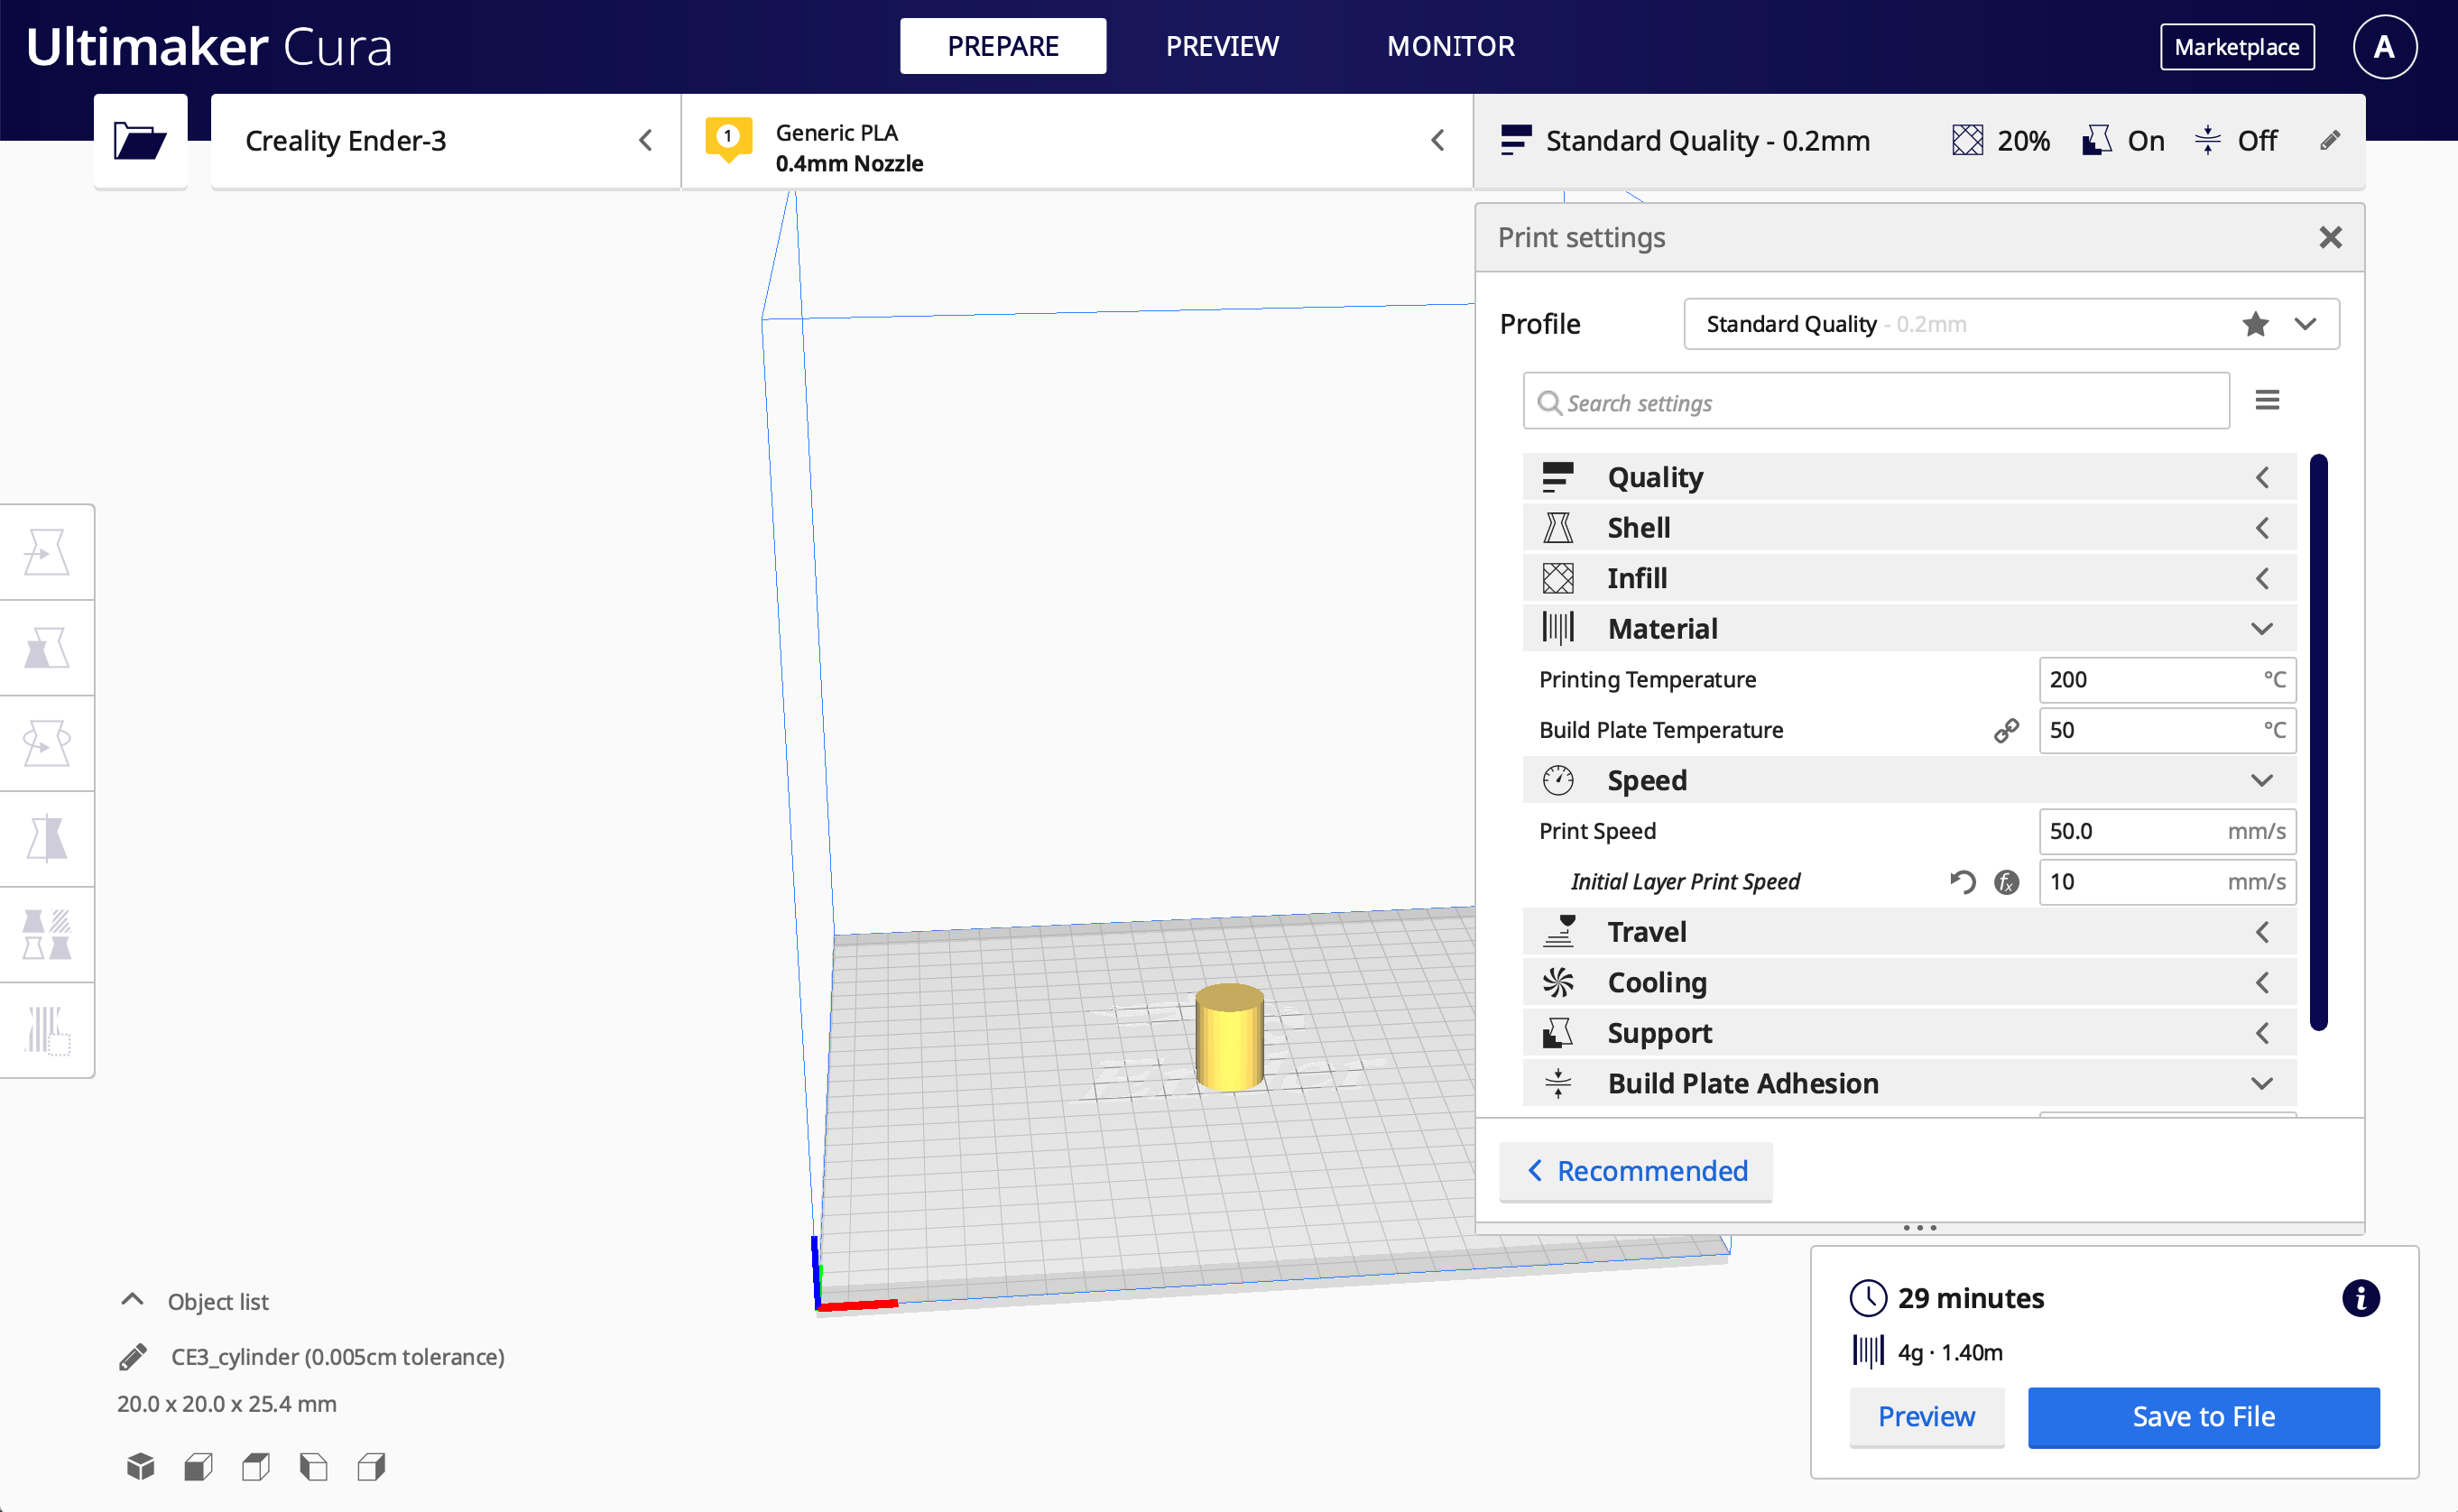 Ultimaker Cura
PREPARE
PREVIEW
MONITOR
Marketplace
A
Creality Ender-3
1
Generic PLA
0.4mm Nozzle
Standard Quality - 0.2mm
20%
On
Off
Print settings
Profile
Standard Quality - 0.2mm
Search settings
Quality
Shell
Infill
Material
Printing Temperature
200 °C
Build Plate Temperature
50 °C
Speed
Print Speed
50.0 mm/s
Initial Layer Print Speed
fx
10 mm/s
Travel
Cooling
Support
Build Plate Adhesion
Recommended
Object list
CE3_cylinder (0.005cm tolerance)
20.0 x 20.0 x 25.4 mm
29 minutes
4g · 1.40m
Preview
Save to File